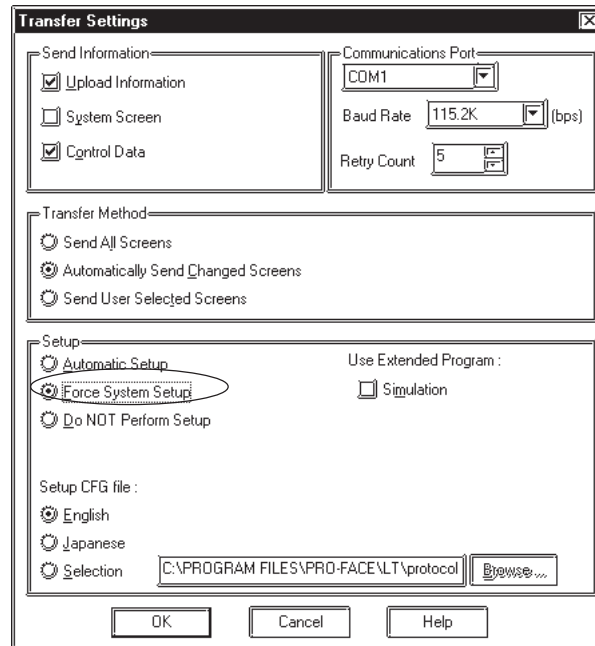 Transfer Settings
Send Information
Upload Information
System Screen
Control Data
Communications Port
COM1
Baud Rate 115.2K (bps)
Retry Count 5
Transfer Method
Send All Screens
Automatically Send Changed Screens
Send User Selected Screens
Setup
Automatic Setup
Force System Setup
Do NOT Perform Setup
Use Extended Program :
Simulation
Setup CFG file :
English
Japanese
Selection C:\PROGRAM FILES\PRO-FACE\LT\protocol Browse...
OK Cancel Help